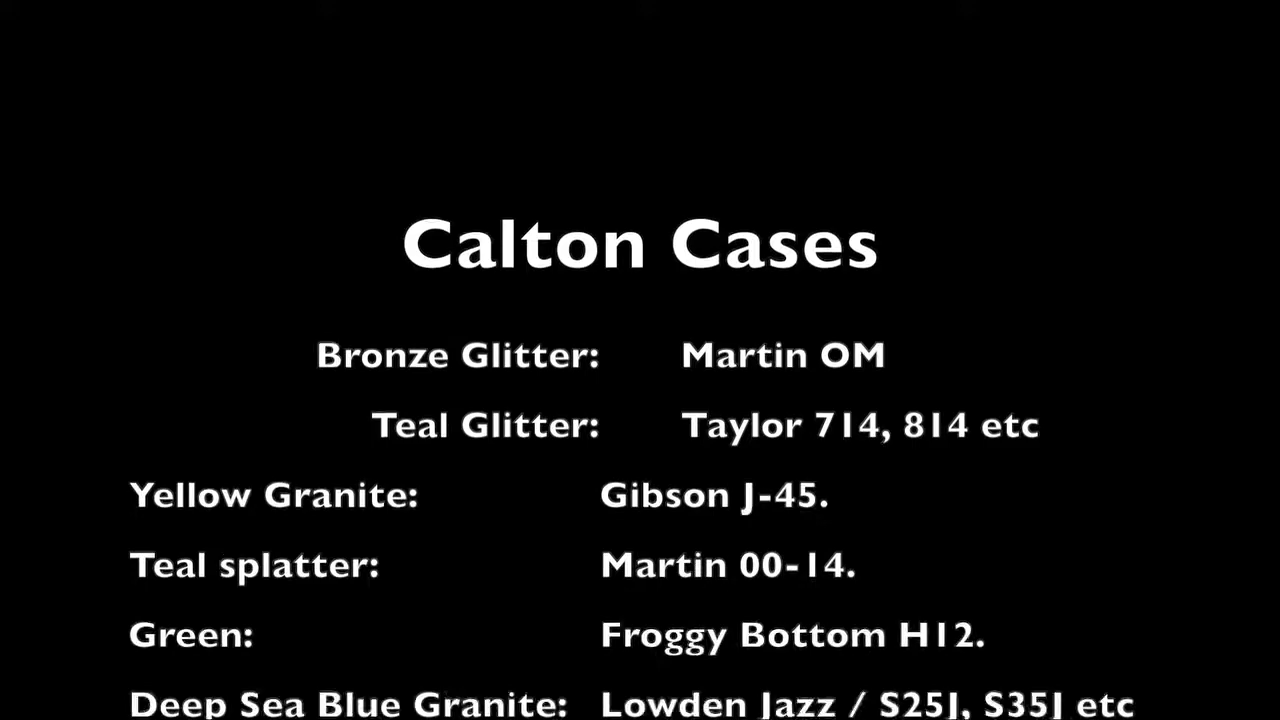 Calton Cases
Bronze Glitter: Martin OM
Teal Glitter: Taylor 714, 814 etc
Yellow Granite: Gibson J-45.
Teal splatter: Martin 00-14.
Green: Froggy Bottom H12.
Deep Sea Blue Granite: Lowden Jazz / S25J, S35J etc